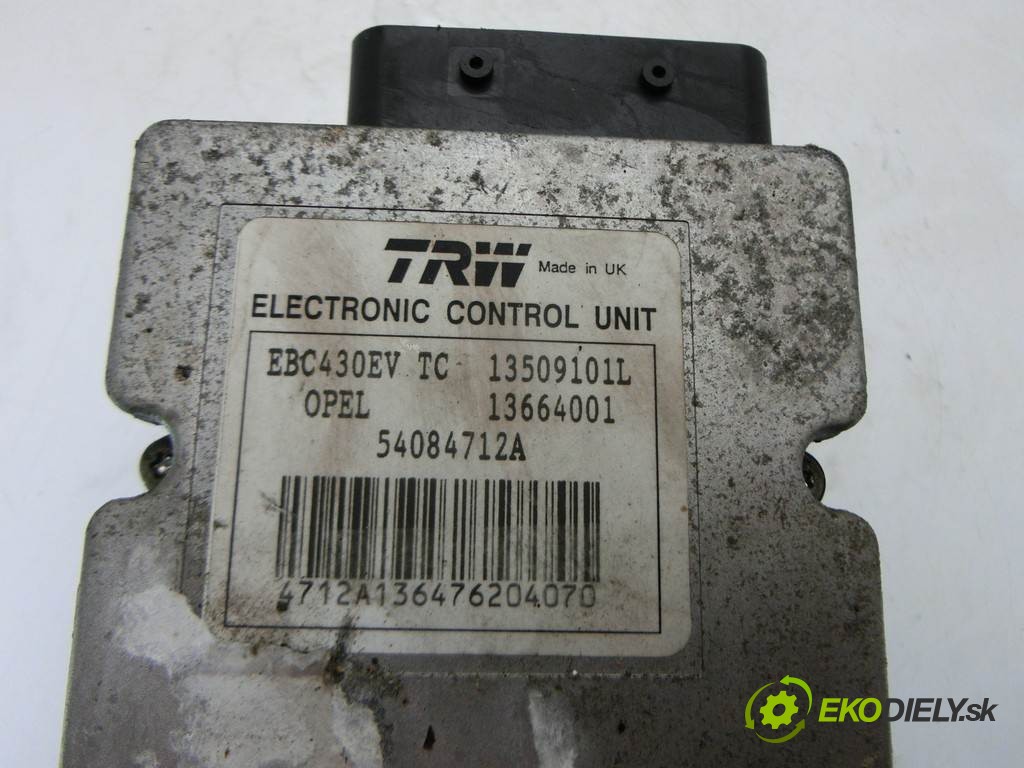 TRW Made in UK
ELECTRONIC CONTROL UNIT
EBC430EV TC 13509101L
OPEL 13664001
54084712A
4712A136476204070
EKODIELY.sk